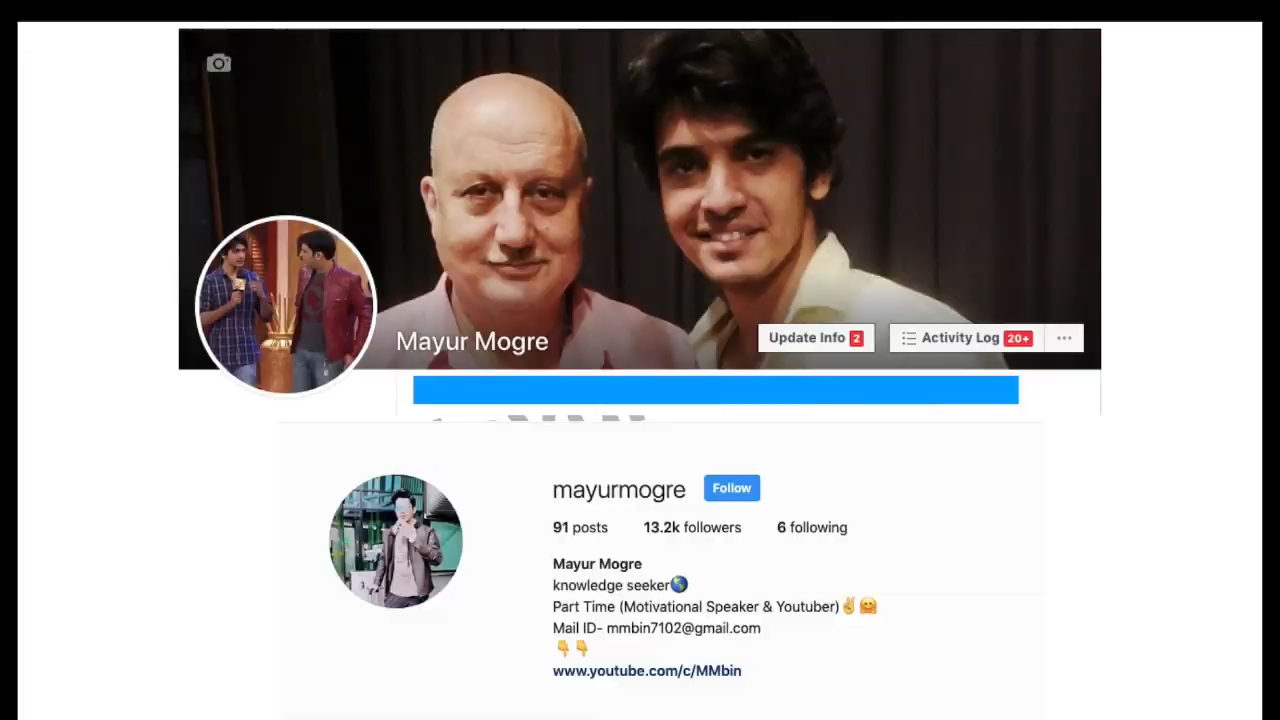 Mayur Mogre
Update Info 2
Activity Log 20+
mayurmogre Follow
91 posts 13.2k followers 6 following
Mayur Mogre
knowledge seeker🌎
Part Time (Motivational Speaker & Youtuber)✌️🤗
Mail ID- mmbin7102@gmail.com
👇👇
www.youtube.com/c/MMbin